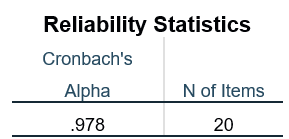 Reliability Statistics
Cronbach's
Alpha N of Items
.978 20